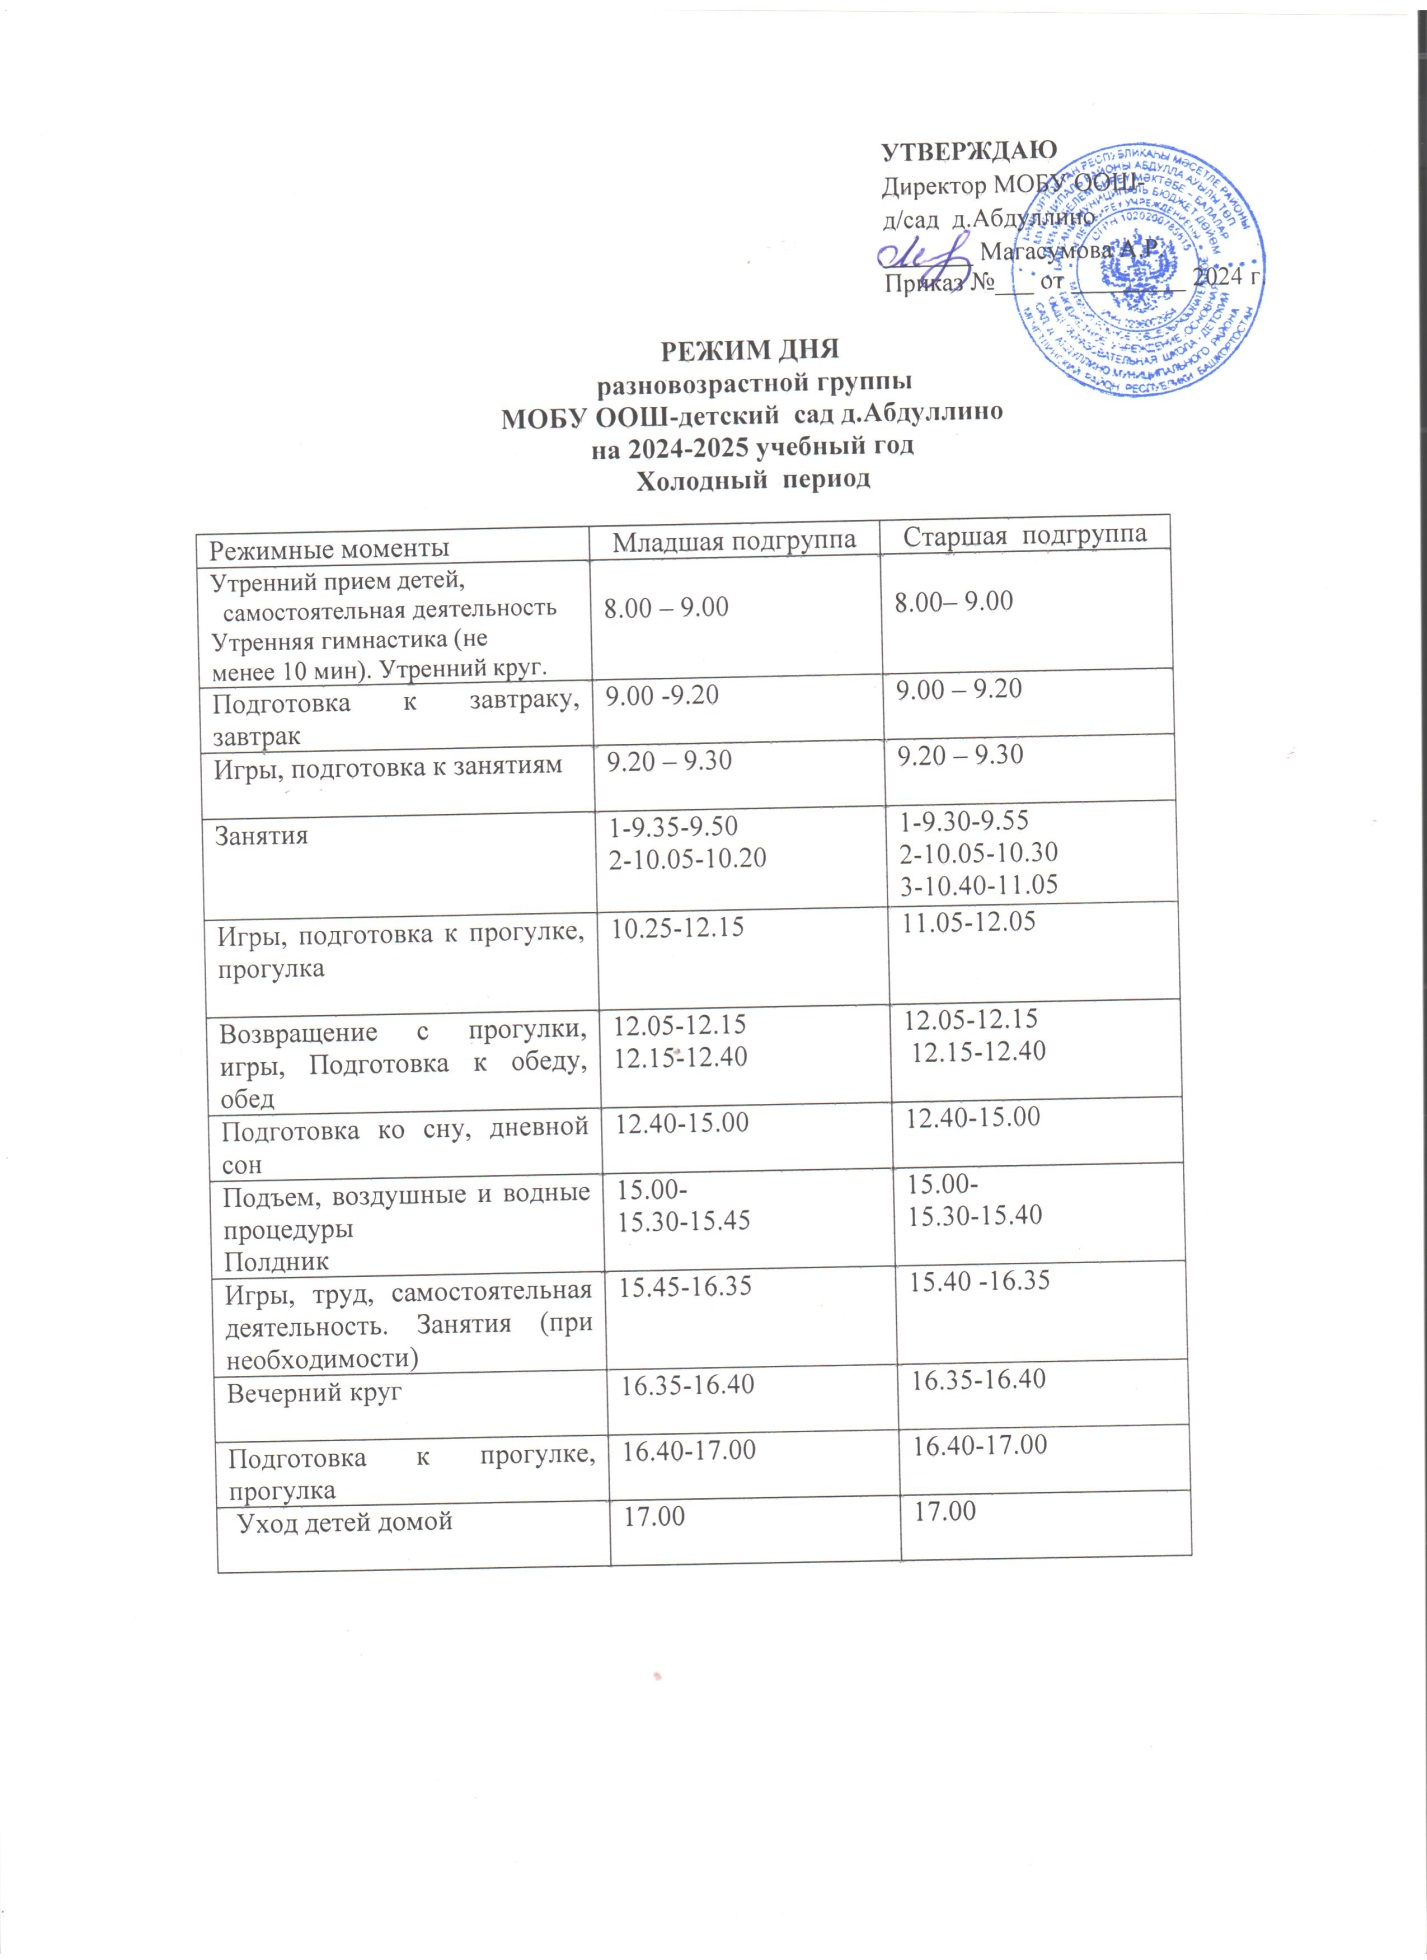 УТВЕРЖДАЮ
Директор МОБУ ООШ-
д/сад д.Абдуллино
________ Магасумова А.Р.
Приказ №___ от _________ 2024 г.
РЕЖИМ ДНЯ
разновозрастной группы
МОБУ ООШ-детский сад д.Абдуллино
на 2024-2025 учебный год
Холодный период
Режимные моменты Младшая подгруппа Старшая подгруппа
Утренний прием детей,
самостоятельная деятельность 8.00 – 9.00 8.00– 9.00
Утренняя гимнастика (не
менее 10 мин). Утренний круг.
Подготовка к завтраку, 9.00 -9.20 9.00 – 9.20
завтрак
Игры, подготовка к занятиям 9.20 – 9.30 9.20 – 9.30
Занятия 1-9.35-9.50 1-9.30-9.55
2-10.05-10.20 2-10.05-10.30
3-10.40-11.05
Игры, подготовка к прогулке, 10.25-12.15 11.05-12.05
прогулка
Возвращение с прогулки, 12.05-12.15 12.05-12.15
игры, Подготовка к обеду, 12.15-12.40 12.15-12.40
обед
Подготовка ко сну, дневной 12.40-15.00 12.40-15.00
сон
Подъем, воздушные и водные 15.00- 15.00-
процедуры 15.30-15.45 15.30-15.40
Полдник
Игры, труд, самостоятельная 15.45-16.35 15.40 -16.35
деятельность. Занятия (при
необходимости)
Вечерний круг 16.35-16.40 16.35-16.40
Подготовка к прогулке, 16.40-17.00 16.40-17.00
прогулка
Уход детей домой 17.00 17.00